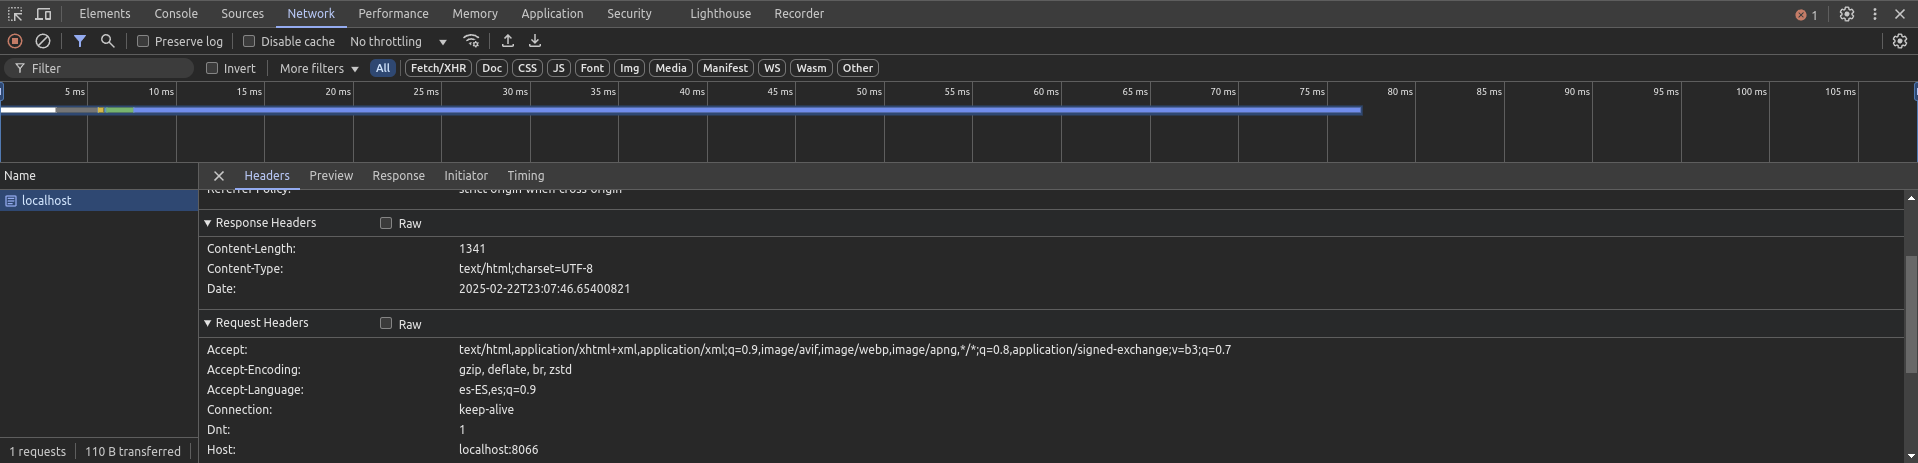 Elements Console Sources Network Performance Memory Application Security Lighthouse Recorder 1
Preserve log Disable cache No throttling
Filter Invert More filters All Fetch/XHR Doc CSS JS Font Img Media Manifest WS Wasm Other
5 ms 10 ms 15 ms 20 ms 25 ms 30 ms 35 ms 40 ms 45 ms 50 ms 55 ms 60 ms 65 ms 70 ms 75 ms 80 ms 85 ms 90 ms 95 ms 100 ms 105 ms
Name Headers Preview Response Initiator Timing
localhost
Referrer Policy: strict-origin-when-cross-origin
Response Headers Raw
Content-Length: 1341
Content-Type: text/html;charset=UTF-8
Date: 2025-02-22T23:07:46.65400821
Request Headers Raw
Accept: text/html,application/xhtml+xml,application/xml;q=0.9,image/avif,image/webp,image/apng,*/*;q=0.8,application/signed-exchange;v=b3;q=0.7
Accept-Encoding: gzip, deflate, br, zstd
Accept-Language: es-ES,es;q=0.9
Connection: keep-alive
Dnt: 1
Host: localhost:8066
1 requests 110 B transferred